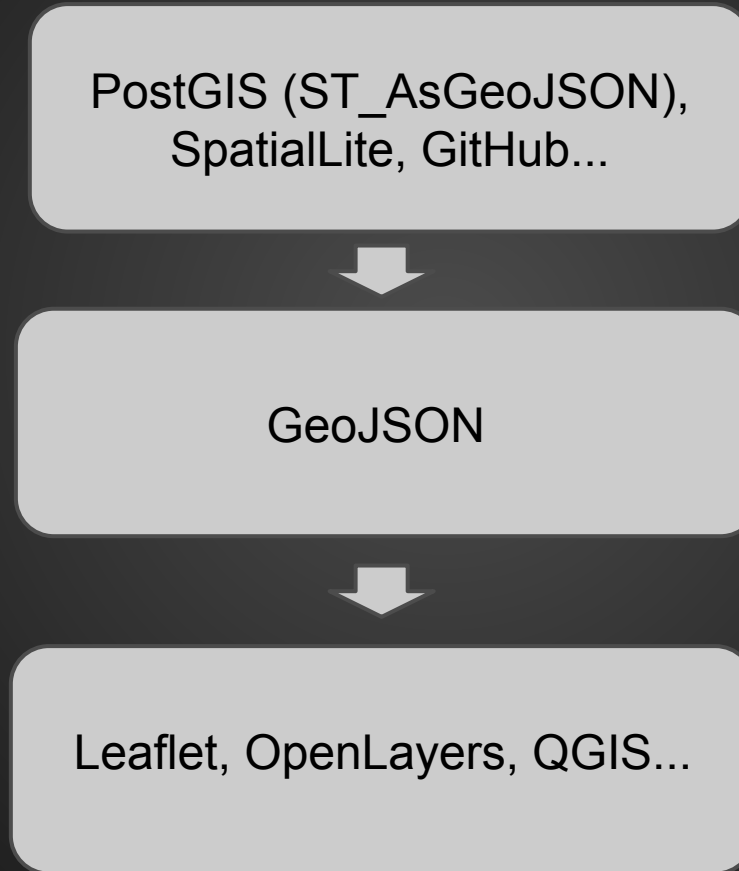 PostGIS (ST_AsGeoJSON),
SpatialLite, GitHub...
GeoJSON
Leaflet, OpenLayers, QGIS...